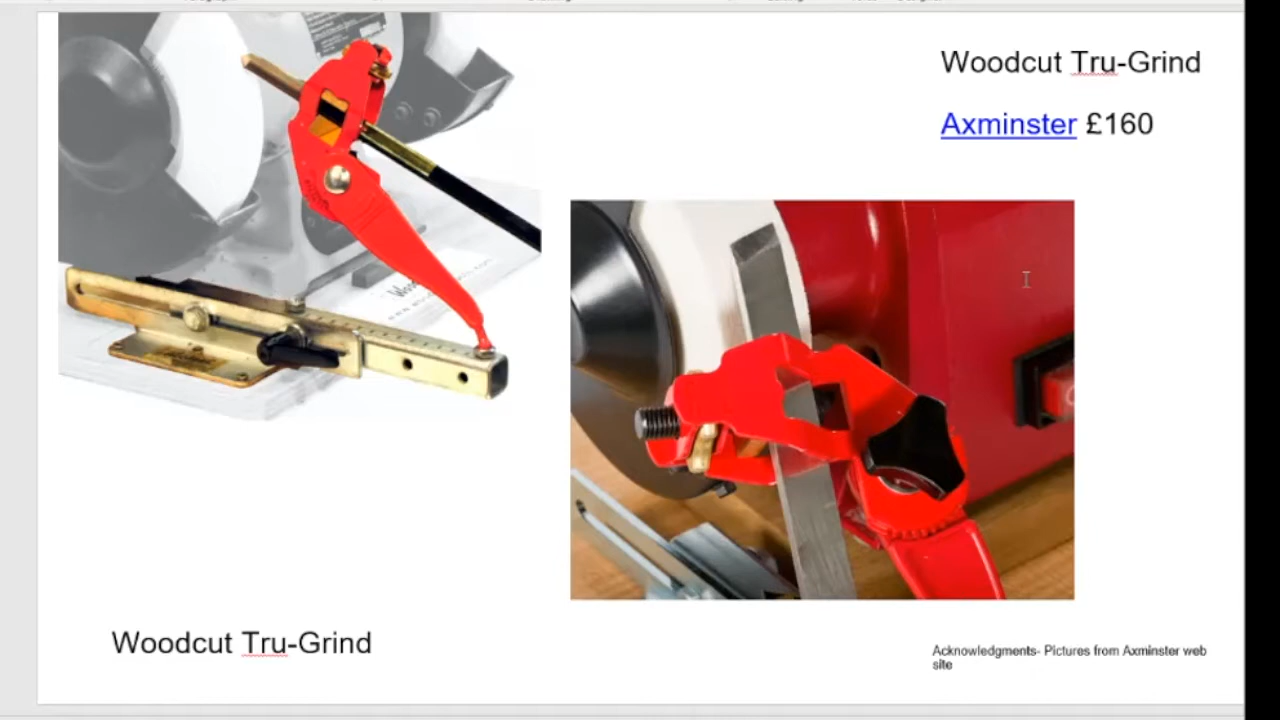 Woodcut Tru-Grind
Axminster £160
Woodcut Tru-Grind
Acknowledgments- Pictures from Axminster web
site